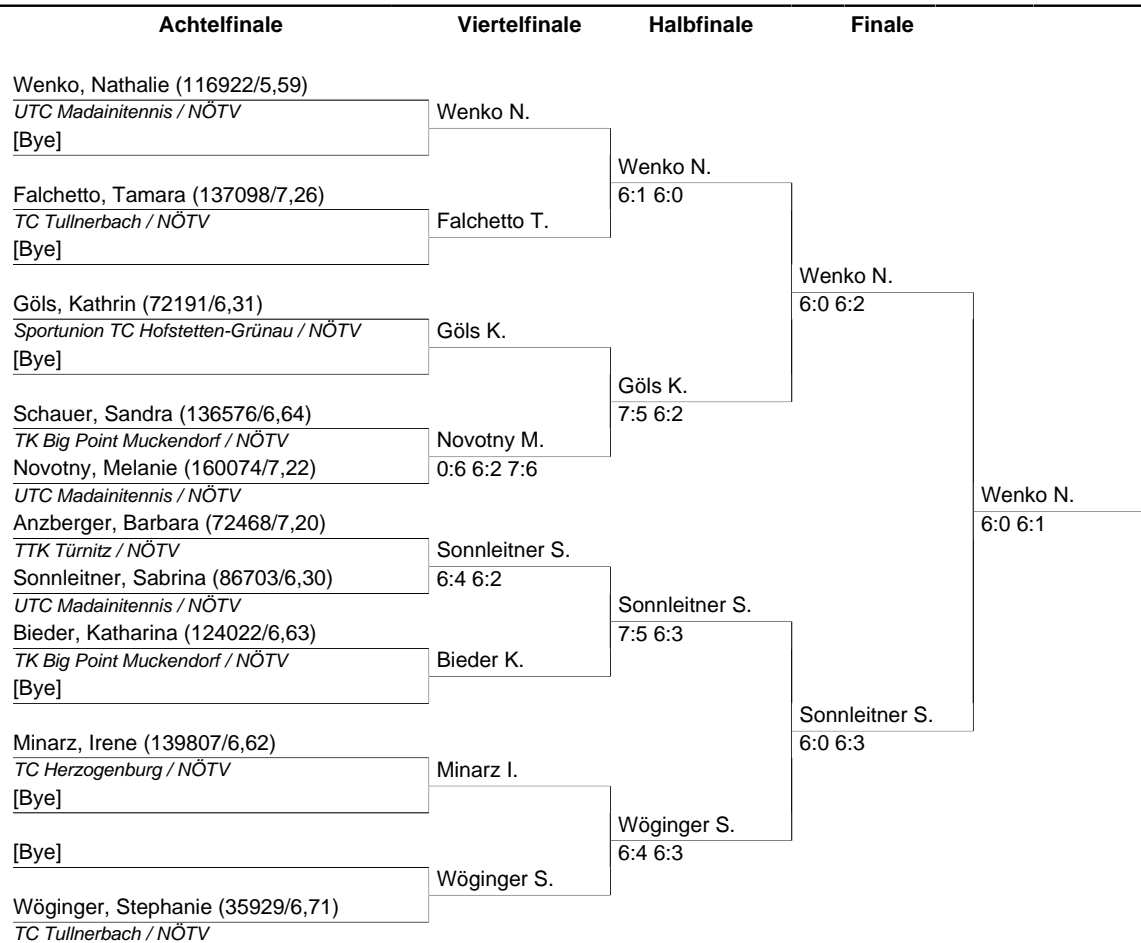 Achtelfinale Viertelfinale Halbfinale Finale
Wenko, Nathalie (116922/5,59)
UTC Madainitennis / NÖTV Wenko N.
[Bye]
Wenko N.
Falchetto, Tamara (137098/7,26) 6:1 6:0
TC Tullnerbach / NÖTV Falchetto T.
[Bye]
Wenko N.
Göls, Kathrin (72191/6,31) 6:0 6:2
Sportunion TC Hofstetten-Grünau / NÖTV Göls K.
[Bye]
Göls K.
Schauer, Sandra (136576/6,64) 7:5 6:2
TK Big Point Muckendorf / NÖTV Novotny M.
Novotny, Melanie (160074/7,22) 0:6 6:2 7:6
UTC Madainitennis / NÖTV Wenko N.
Anzberger, Barbara (72468/7,20) 6:0 6:1
TTK Türnitz / NÖTV Sonnleitner S.
Sonnleitner, Sabrina (86703/6,30) 6:4 6:2
UTC Madainitennis / NÖTV Sonnleitner S.
Bieder, Katharina (124022/6,63) 7:5 6:3
TK Big Point Muckendorf / NÖTV Bieder K.
[Bye]
Sonnleitner S.
Minarz, Irene (139807/6,62) 6:0 6:3
TC Herzogenburg / NÖTV Minarz I.
[Bye]
Wöginger S.
[Bye] 6:4 6:3
Wöginger S.
Wöginger, Stephanie (35929/6,71)
TC Tullnerbach / NÖTV